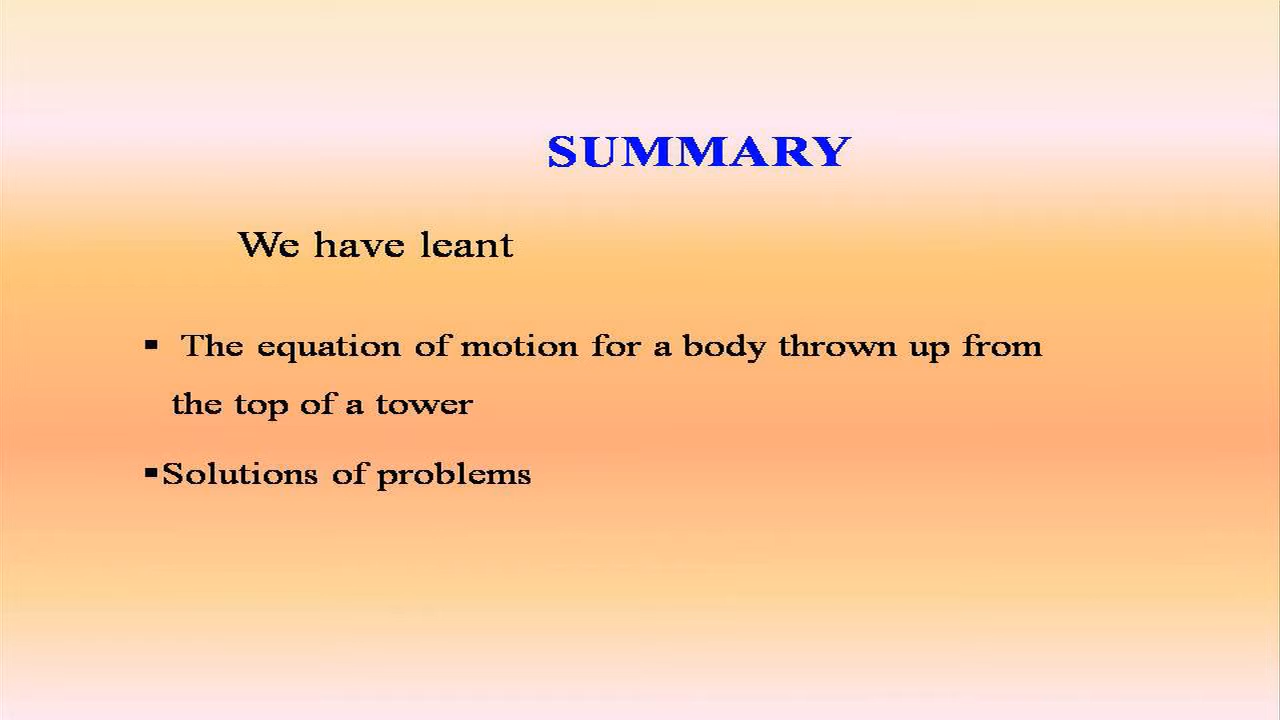 SUMMARY
We have leant
▪ The equation of motion for a body thrown up from
the top of a tower
▪Solutions of problems